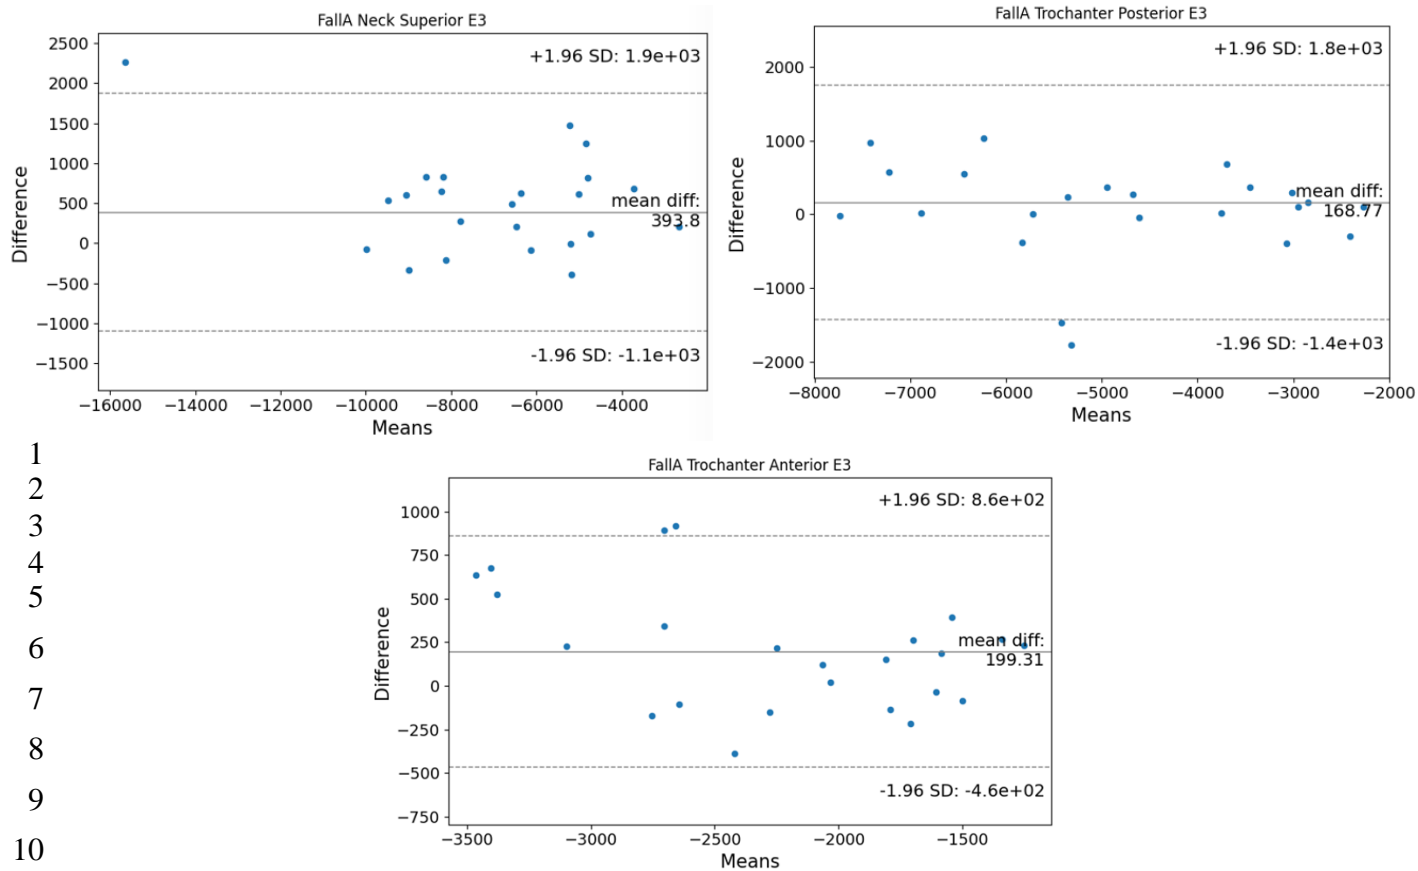 FallA Neck Superior E3
+1.96 SD: 1.9e+03
mean diff:
393.8
-1.96 SD: -1.1e+03
2500
2000
1500
1000
500
0
−500
−1000
−1500
Difference
−16000 −14000 −12000 −10000 −8000 −6000 −4000
Means
FallA Trochanter Posterior E3
+1.96 SD: 1.8e+03
mean diff:
168.77
-1.96 SD: -1.4e+03
2000
1000
0
−1000
−2000
Difference
−8000 −7000 −6000 −5000 −4000 −3000 −2000
Means
1
2
3
4
5
6
7
8
9
10
FallA Trochanter Anterior E3
+1.96 SD: 8.6e+02
mean diff:
199.31
-1.96 SD: -4.6e+02
1000
750
500
250
0
−250
−500
−750
Difference
−3500 −3000 −2500 −2000 −1500
Means